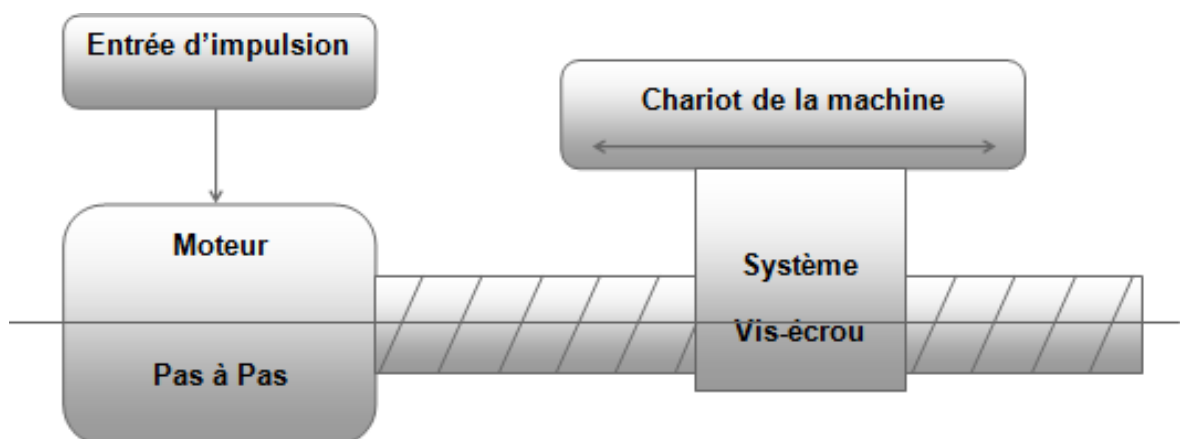 Entrée d’impulsion
Chariot de la machine
Moteur
Pas à Pas
Système
Vis-écrou